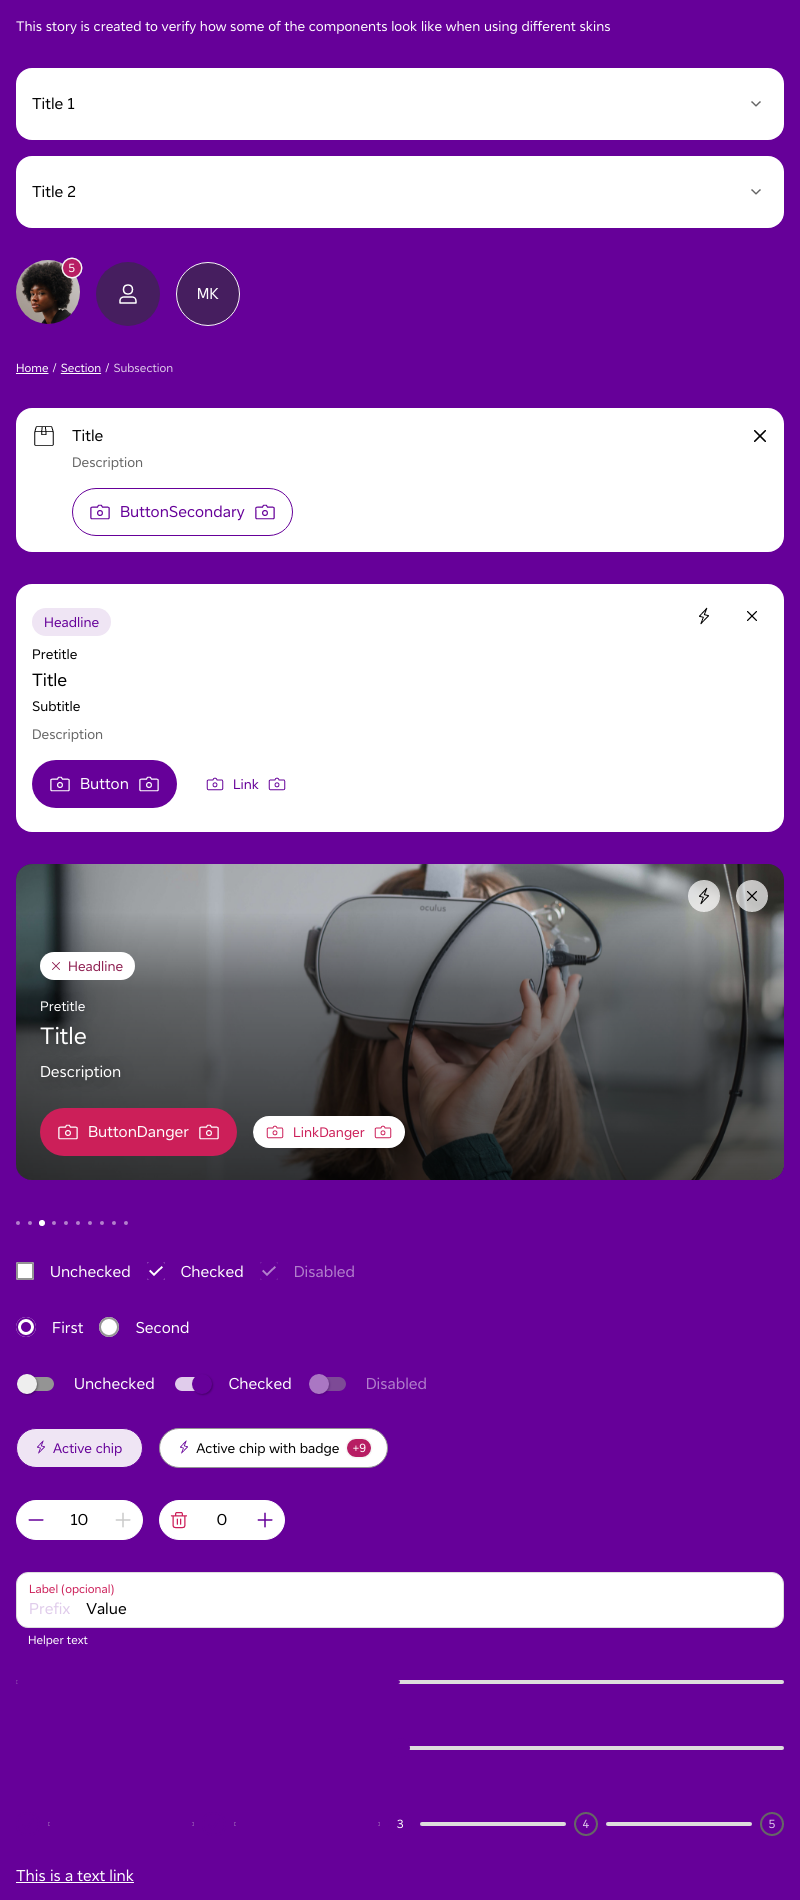 This story is created to verify how some of the components look like when using different skins
Title 1
Title 2
5
MK
Home / Section / Subsection
Title
Description
ButtonSecondary
Headline
Pretitle
Title
Subtitle
Description
Button Link
oculus
Headline
Pretitle
Title
Description
ButtonDanger LinkDanger
Unchecked Checked Disabled
First Second
Unchecked Checked Disabled
Active chip Active chip with badge +9
10 0
Label (opcional)
Prefix Value
Helper text
3 4 5
This is a text link